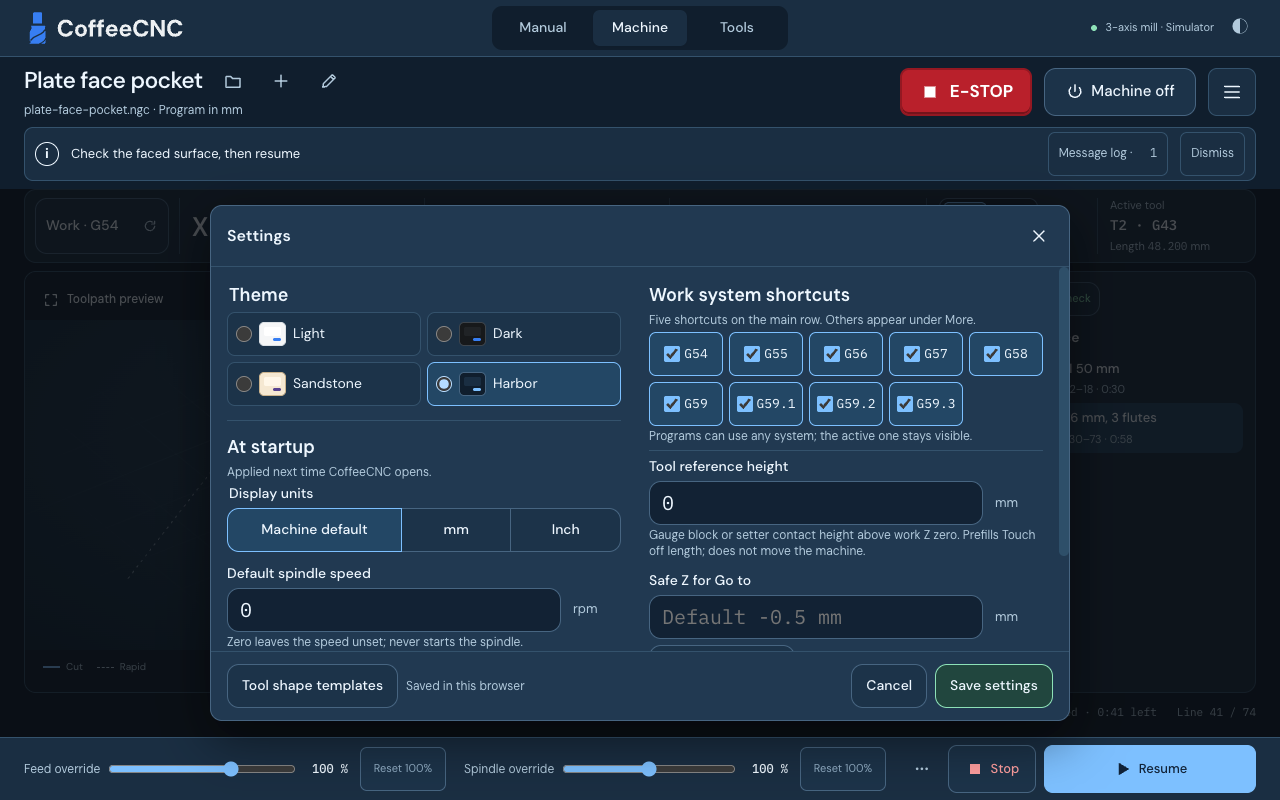 CoffeeCNC
Manual
Machine
Tools
3-axis mill · Simulator
Plate face pocket
plate-face-pocket.ngc · Program in mm
E-STOP
Machine off
Check the faced surface, then resume
Message log · 1
Dismiss
Work · G54
X
Active tool
T2 · G43
Length 48.200 mm
Toolpath preview
Settings
Theme
Light
Dark
Sandstone
Harbor
At startup
Applied next time CoffeeCNC opens.
Display units
Machine default
mm
Inch
Default spindle speed
0
rpm
Zero leaves the speed unset; never starts the spindle.
Work system shortcuts
Five shortcuts on the main row. Others appear under More.
G54
G55
G56
G57
G58
G59
G59.1
G59.2
G59.3
Programs can use any system; the active one stays visible.
Tool reference height
0
mm
Gauge block or setter contact height above work Z zero. Prefills Touch
off length; does not move the machine.
Safe Z for Go to
Default -0.5 mm
mm
Tool shape templates
Saved in this browser
Cancel
Save settings
50 mm
2–18 · 0:30
6 mm, 3 flutes
30–73 · 0:58
Cut
Rapid
· 0:41 left
Line 41 / 74
Feed override
100 %
Reset 100%
Spindle override
100 %
Reset 100%
···
Stop
Resume